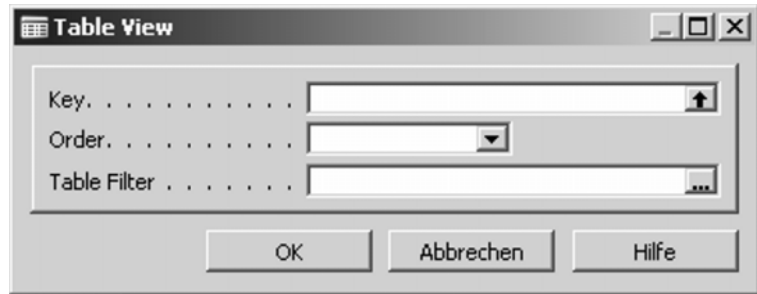 Table View
Key. . . . . . . . . . . .
Order. . . . . . . . . . .
Table Filter . . . . . . .
...
OK Abbrechen Hilfe